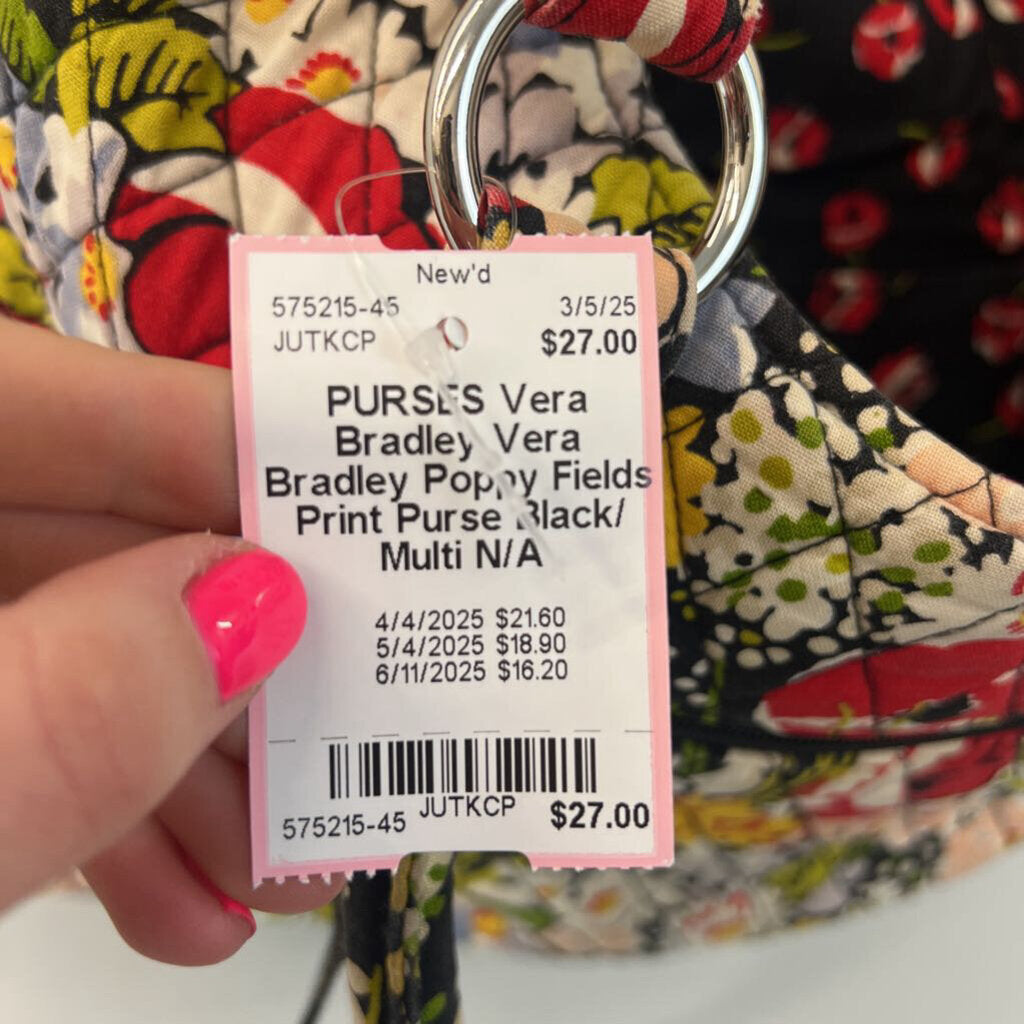 New'd
575215-45 3/5/25
JUTKCP $27.00
PURSES Vera
Bradley Vera
Bradley Poppy Fields
Print Purse Black/
Multi N/A
4/4/2025 $21.60
5/4/2025 $18.90
6/11/2025 $16.20
575215-45 JUTKCP $27.00